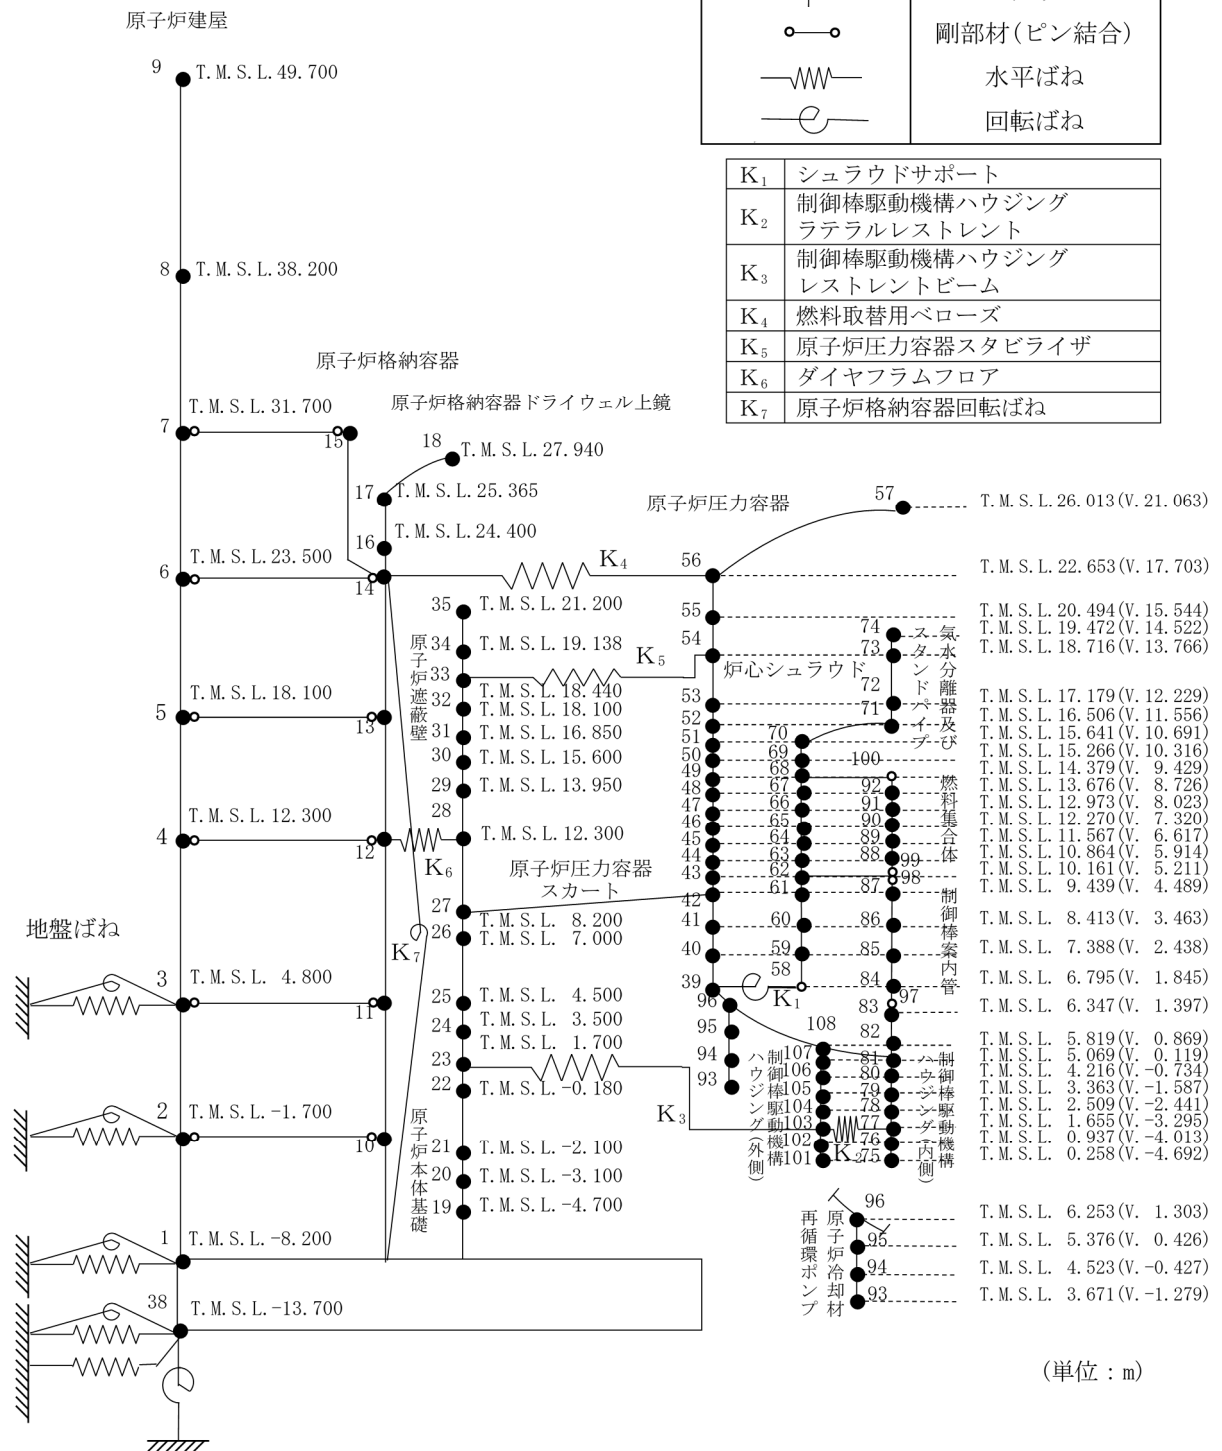 原子炉建屋
剛部材(ピン結合)
水平ばね
回転ばね
K₁ シュラウドサポート
K₂ 制御棒駆動機構ハウジング
ラテラルレストレント
K₃ 制御棒駆動機構ハウジング
レストレントビーム
K₄ 燃料取替用ベローズ
K₅ 原子炉圧力容器スタビライザ
K₆ ダイヤフラムフロア
K₇ 原子炉格納容器回転ばね
9 T.M.S.L.49.700
8 T.M.S.L.38.200
7 T.M.S.L.31.700
6 T.M.S.L.23.500
5 T.M.S.L.18.100
4 T.M.S.L.12.300
地盤ばね
3 T.M.S.L. 4.800
2 T.M.S.L.-1.700
1 T.M.S.L.-8.200
38 T.M.S.L.-13.700
原子炉格納容器
原子炉格納容器ドライウェル上鏡
15
18 T.M.S.L.27.940
17 T.M.S.L.25.365
16 T.M.S.L.24.400
14
13
12
11
10
K₄
K₅
K₆
K₇
K₁
K₃
K₂
原子炉遮蔽壁
35 T.M.S.L.21.200
34 T.M.S.L.19.138
33 T.M.S.L.18.440
32 T.M.S.L.18.100
31 T.M.S.L.16.850
30 T.M.S.L.15.600
29 T.M.S.L.13.950
28 T.M.S.L.12.300
原子炉圧力容器
スカート
27 T.M.S.L. 8.200
26 T.M.S.L. 7.000
25 T.M.S.L. 4.500
24 T.M.S.L. 3.500
23 T.M.S.L. 1.700
22 T.M.S.L.-0.180
21 T.M.S.L.-2.100
20 T.M.S.L.-3.100
19 T.M.S.L.-4.700
原子炉本体基礎
原子炉圧力容器
57
56
55
54
53
52
51
50
49
48
47
46
45
44
43
42
41
40
39
炉心シュラウド
70
69
68
67
66
65
64
63
62
61
60
59
58
気水分離器及び
スタンドパイプ
74
73
72
71
100
燃料集合体
92
91
90
89
88
99
98
制御棒案内管
87
86
85
84
97
83
82
81
80
79
78
77
76
75
制御棒駆動機構
ハウジング(内側)
96
95
94
93
108
107
106
105
104
103
102
101
制御棒駆動機構
ハウジング(外側)
T.M.S.L.26.013(V.21.063)
T.M.S.L.22.653(V.17.703)
T.M.S.L.20.494(V.15.544)
T.M.S.L.19.472(V.14.522)
T.M.S.L.18.716(V.13.766)
T.M.S.L.17.179(V.12.229)
T.M.S.L.16.506(V.11.556)
T.M.S.L.15.641(V.10.691)
T.M.S.L.15.266(V.10.316)
T.M.S.L.14.379(V. 9.429)
T.M.S.L.13.676(V. 8.726)
T.M.S.L.12.973(V. 8.023)
T.M.S.L.12.270(V. 7.320)
T.M.S.L.11.567(V. 6.617)
T.M.S.L.10.864(V. 5.914)
T.M.S.L.10.161(V. 5.211)
T.M.S.L. 9.439(V. 4.489)
T.M.S.L. 8.413(V. 3.463)
T.M.S.L. 7.388(V. 2.438)
T.M.S.L. 6.795(V. 1.845)
T.M.S.L. 6.347(V. 1.397)
T.M.S.L. 5.819(V. 0.869)
T.M.S.L. 5.069(V. 0.119)
T.M.S.L. 4.216(V.-0.734)
T.M.S.L. 3.363(V.-1.587)
T.M.S.L. 2.509(V.-2.441)
T.M.S.L. 1.655(V.-3.295)
T.M.S.L. 0.937(V.-4.013)
T.M.S.L. 0.258(V.-4.692)
原子炉冷却材
再循環ポンプ
96 T.M.S.L. 6.253(V. 1.303)
95 T.M.S.L. 5.376(V. 0.426)
94 T.M.S.L. 4.523(V.-0.427)
93 T.M.S.L. 3.671(V.-1.279)
(単位:m)